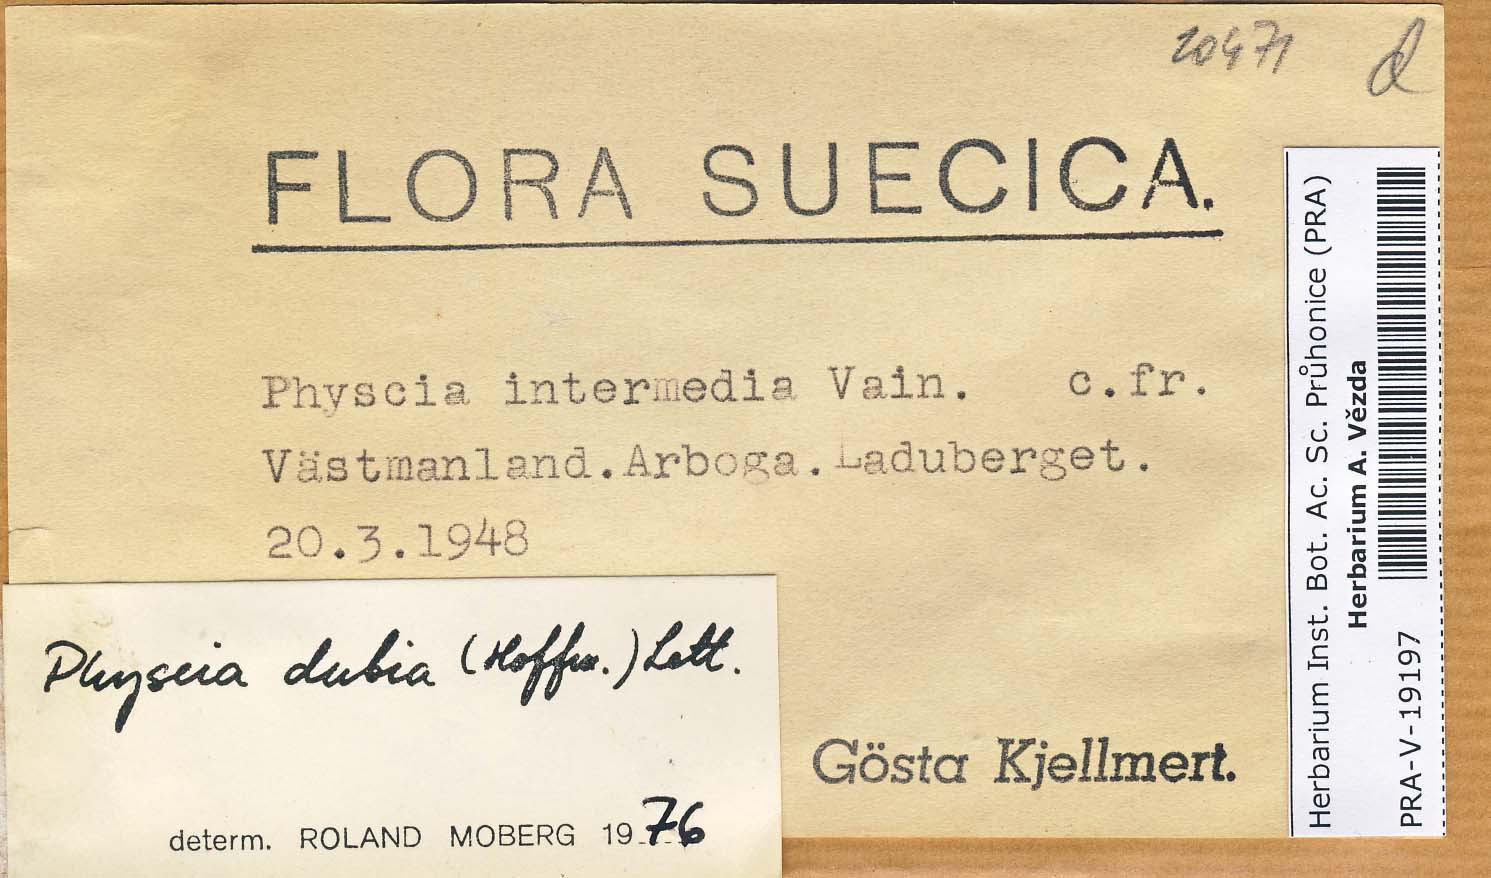 20471 d
FLORA SUECICA.
Physcia intermedia Vain. c.fr.
Västmanland. Arboga. Laduberget.
20.3.1948
Physcia dubia (Hoffm.) Lett.
determ. ROLAND MOBERG 1976
Gösta Kjellmert.
Herbarium Inst. Bot. Ac. Sc. Průhonice (PRA)
Herbarium A. Vězda
PRA-V-19197